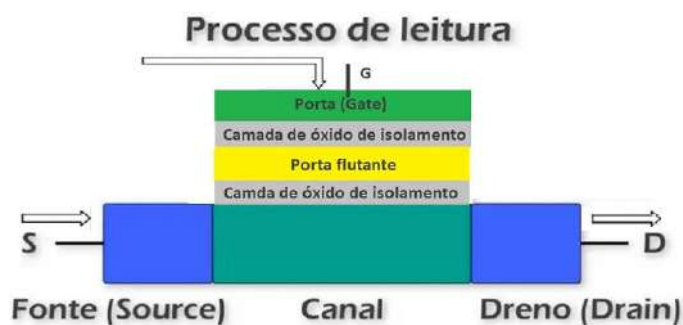 Processo de leitura
G
Porta (Gate)
Camada de óxido de isolamento
Porta flutante
Camda de óxido de isolamento
S
D
Fonte (Source)
Canal
Dreno (Drain)